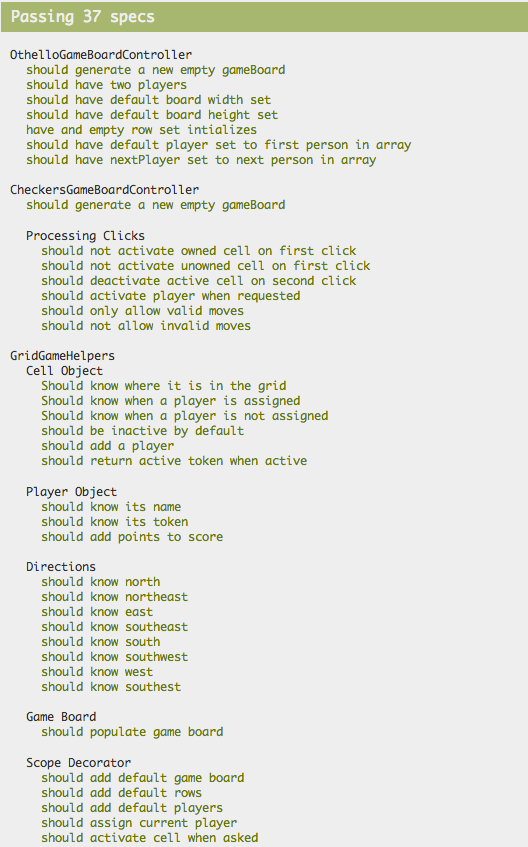 Passing 37 specs
OthelloGameBoardController
should generate a new empty gameBoard
should have two players
should have default board width set
should have default board height set
have and empty row set intializes
should have default player set to first person in array
should have nextPlayer set to next person in array
CheckersGameBoardController
should generate a new empty gameBoard
Processing Clicks
should not activate owned cell on first click
should not activate unowned cell on first click
should deactivate active cell on second click
should activate player when requested
should only allow valid moves
should not allow invalid moves
GridGameHelpers
Cell Object
Should know where it is in the grid
Should know when a player is assigned
Should know when a player is not assigned
should be inactive by default
should add a player
should return active token when active
Player Object
should know its name
should know its token
should add points to score
Directions
should know north
should know northeast
should know east
should know southeast
should know south
should know southwest
should know west
should know southest
Game Board
should populate game board
Scope Decorator
should add default game board
should add default rows
should add default players
should assign current player
should activate cell when asked